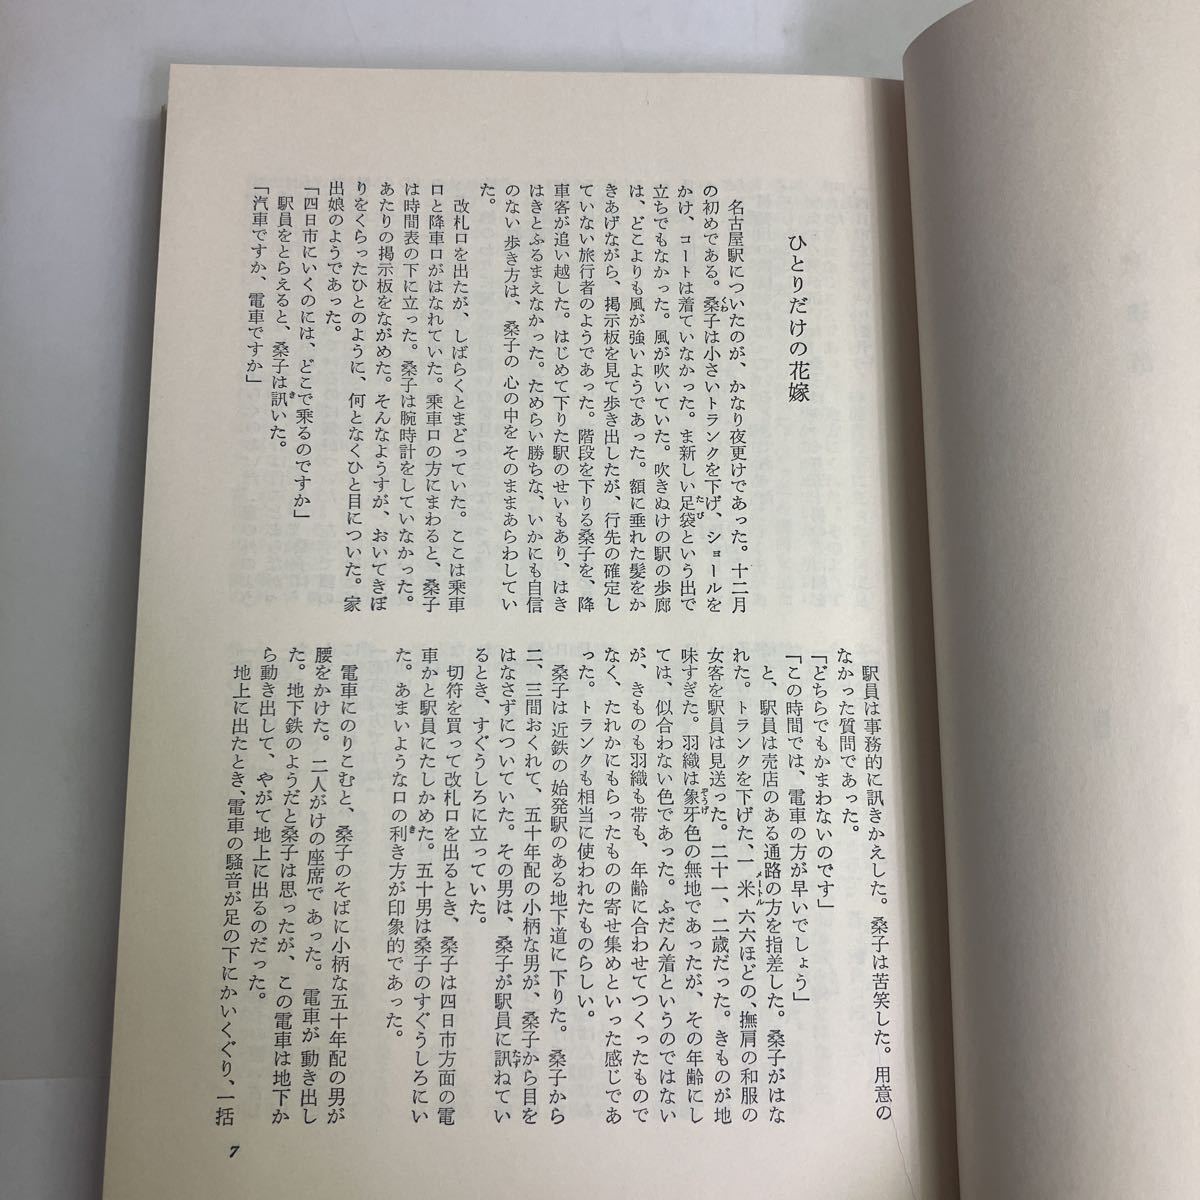 ひとりだけの花嫁
名古屋駅についたのが、かなり夜更けであった。十二月
の初めである。桑子は小さいトランクを下げ、ショールを
かけ、コートは着ていなかった。ま新しい足袋という出で
立ちでもなかった。風が吹いていた。吹きぬけの駅の歩廊
は、どこよりも風が強いようであった。額に垂れた髪をか
きあげながら、掲示板を見て歩き出したが、行先の確定し
ていない旅行者のようであった。階段を下りる桑子を、降
車客が追い越した。はじめて下りた駅のせいもあり、はき
はきとふるまえなかった。ためらい勝ちな、いかにも自信
のない歩き方は、桑子の心の中をそのままあらわしてい
た。
改札口を出たが、しばらくとまどっていた。ここは乗車
口と降車口がはなれていた。乗車口の方にまわると、桑子
は時間表の下に立った。桑子は腕時計をしていなかった。
あたりの掲示板をながめた。そんなようすが、おいてきぼ
りをくらったひとのように、何となくひと目についた。家
出娘のようであった。
「四日市にいくのには、どこで乗るのですか」
駅員をとらえると、桑子は訊いた。
「汽車ですか、電車ですか」
駅員は事務的に訊きかえした。桑子は苦笑した。用意の
なかった質問であった。
「どちらでもかまわないのです」
「この時間では、電車の方が早いでしょう」
と、駅員は売店のある通路の方を指差した。桑子がはな
れた。トランクを下げた、一米六六ほどの、撫肩の和服の
女客を駅員は見送った。二十一、二歳だった。きものが地
味すぎた。羽織は象牙色の無地であったが、その年齢にし
ては、似合わない色であった。ふだん着というのではない
が、きものも羽織も帯も、年齢に合わせてつくったもので
なく、たれかにもらったものの寄せ集めといった感じであ
った。トランクも相当に使われたものらしい。
桑子は近鉄の始発駅のある地下道に下りた。桑子から
二、三間おくれて、五十年配の小柄な男が、桑子から目を
はなさずについていた。その男は、桑子が駅員に訊ねてい
るとき、すぐうしろに立っていた。
切符を買って改札口を出るとき、桑子は四日市方面の電
車かと駅員にたしかめた。五十男は桑子のすぐうしろにい
た。あまいような口の利き方が印象的であった。
電車にのりこむと、桑子のそばに小柄な五十年配の男が
腰をかけた。二人がけの座席であった。電車が動き出し
た。地下鉄のようだと桑子は思ったが、この電車は地下か
ら動き出して、やがて地上に出るのだった。
地上に出たとき、電車の騒音が足の下にかいくぐり、一括
7